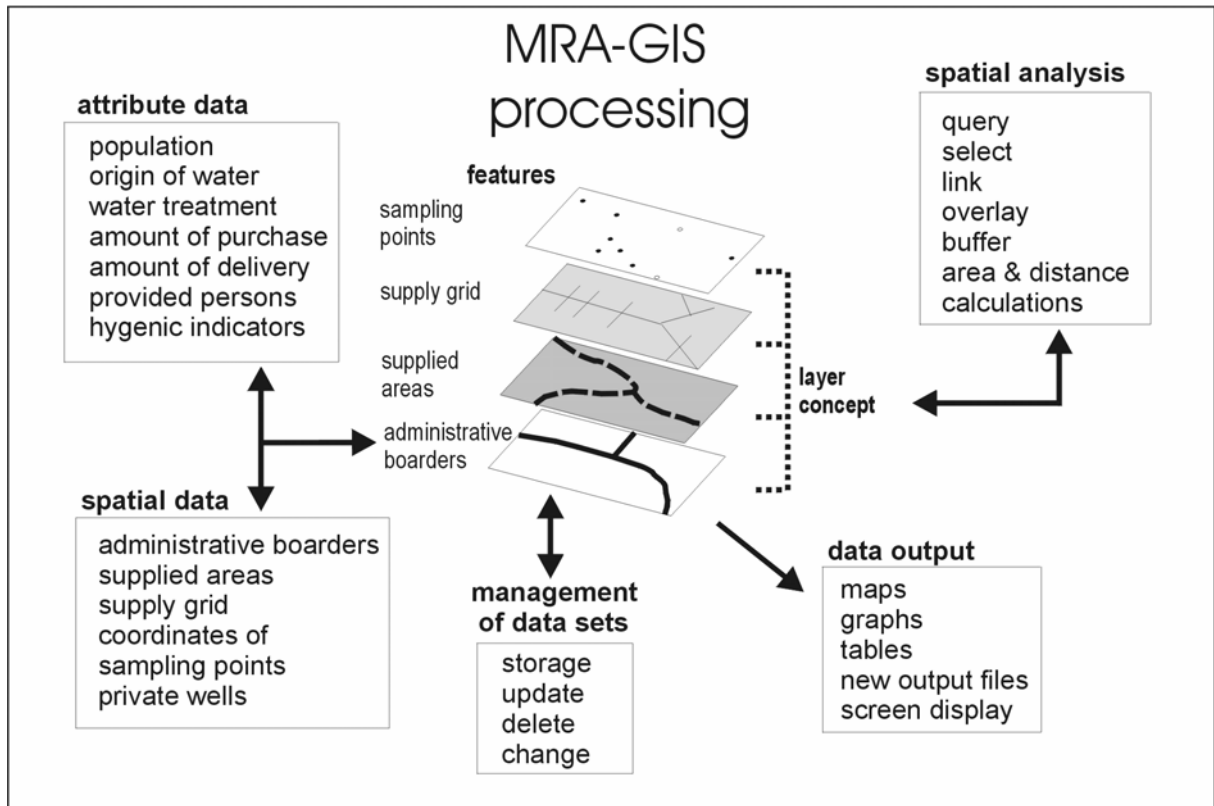 MRA-GIS
processing
attribute data
population
origin of water
water treatment
amount of purchase
amount of delivery
provided persons
hygenic indicators
spatial data
administrative boarders
supplied areas
supply grid
coordinates of
sampling points
private wells
features
sampling
points
supply grid
supplied
areas
administrative
boarders
layer
concept
management
of data sets
storage
update
delete
change
spatial analysis
query
select
link
overlay
buffer
area & distance
calculations
data output
maps
graphs
tables
new output files
screen display